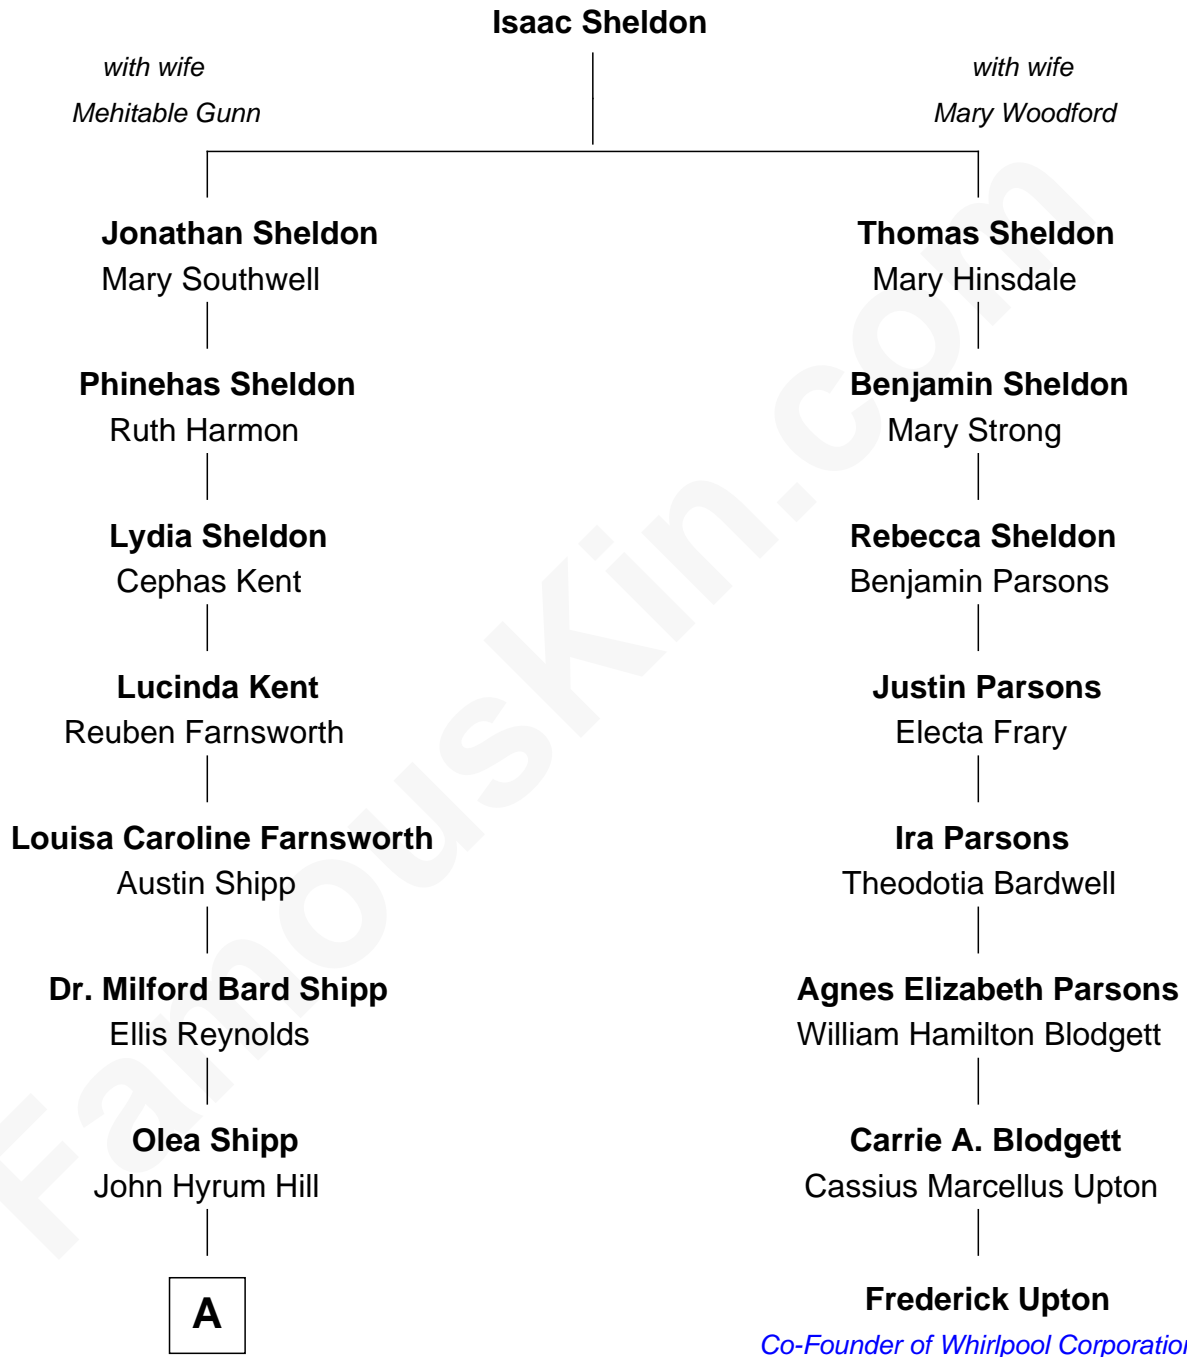 Isaac Sheldon
with wife
Mehitable Gunn
with wife
Mary Woodford
Jonathan Sheldon
Mary Southwell
Thomas Sheldon
Mary Hinsdale
Phinehas Sheldon
Ruth Harmon
Benjamin Sheldon
Mary Strong
Lydia Sheldon
Cephas Kent
Rebecca Sheldon
Benjamin Parsons
Lucinda Kent
Reuben Farnsworth
Justin Parsons
Electa Frary
Louisa Caroline Farnsworth
Austin Shipp
Ira Parsons
Theodotia Bardwell
Dr. Milford Bard Shipp
Ellis Reynolds
Agnes Elizabeth Parsons
William Hamilton Blodgett
Olea Shipp
John Hyrum Hill
Carrie A. Blodgett
Cassius Marcellus Upton
A
Frederick Upton
Co-Founder of Whirlpool Corporation
FamousKin.com